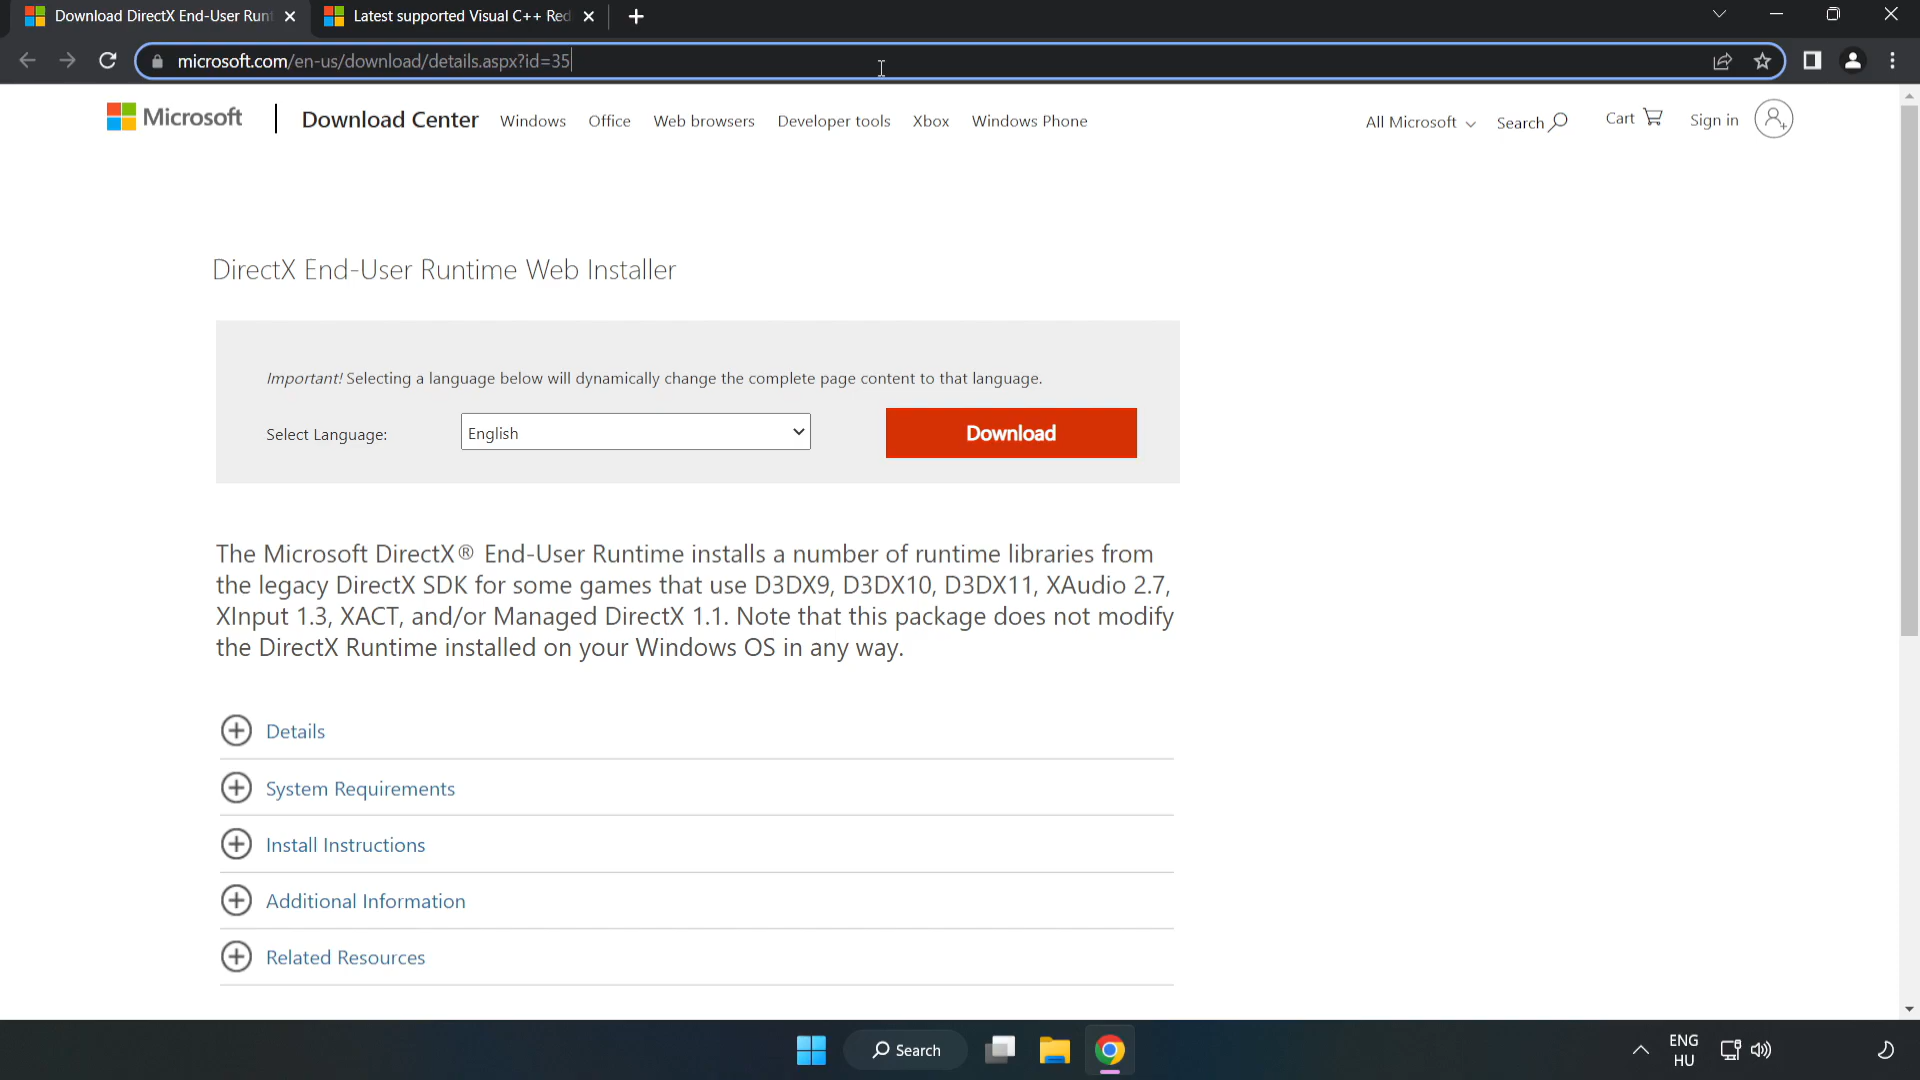 Download DirectX End-User Runt
Latest supported Visual C++ Red
microsoft.com/en-us/download/details.aspx?id=35
Microsoft
Download Center
Windows
Office
Web browsers
Developer tools
Xbox
Windows Phone
All Microsoft
Search
Cart
Sign in
DirectX End-User Runtime Web Installer
Important! Selecting a language below will dynamically change the complete page content to that language.
Select Language:
English
Download
The Microsoft DirectX® End-User Runtime installs a number of runtime libraries from
the legacy DirectX SDK for some games that use D3DX9, D3DX10, D3DX11, XAudio 2.7,
XInput 1.3, XACT, and/or Managed DirectX 1.1. Note that this package does not modify
the DirectX Runtime installed on your Windows OS in any way.
Details
System Requirements
Install Instructions
Additional Information
Related Resources
Search
ENG
HU